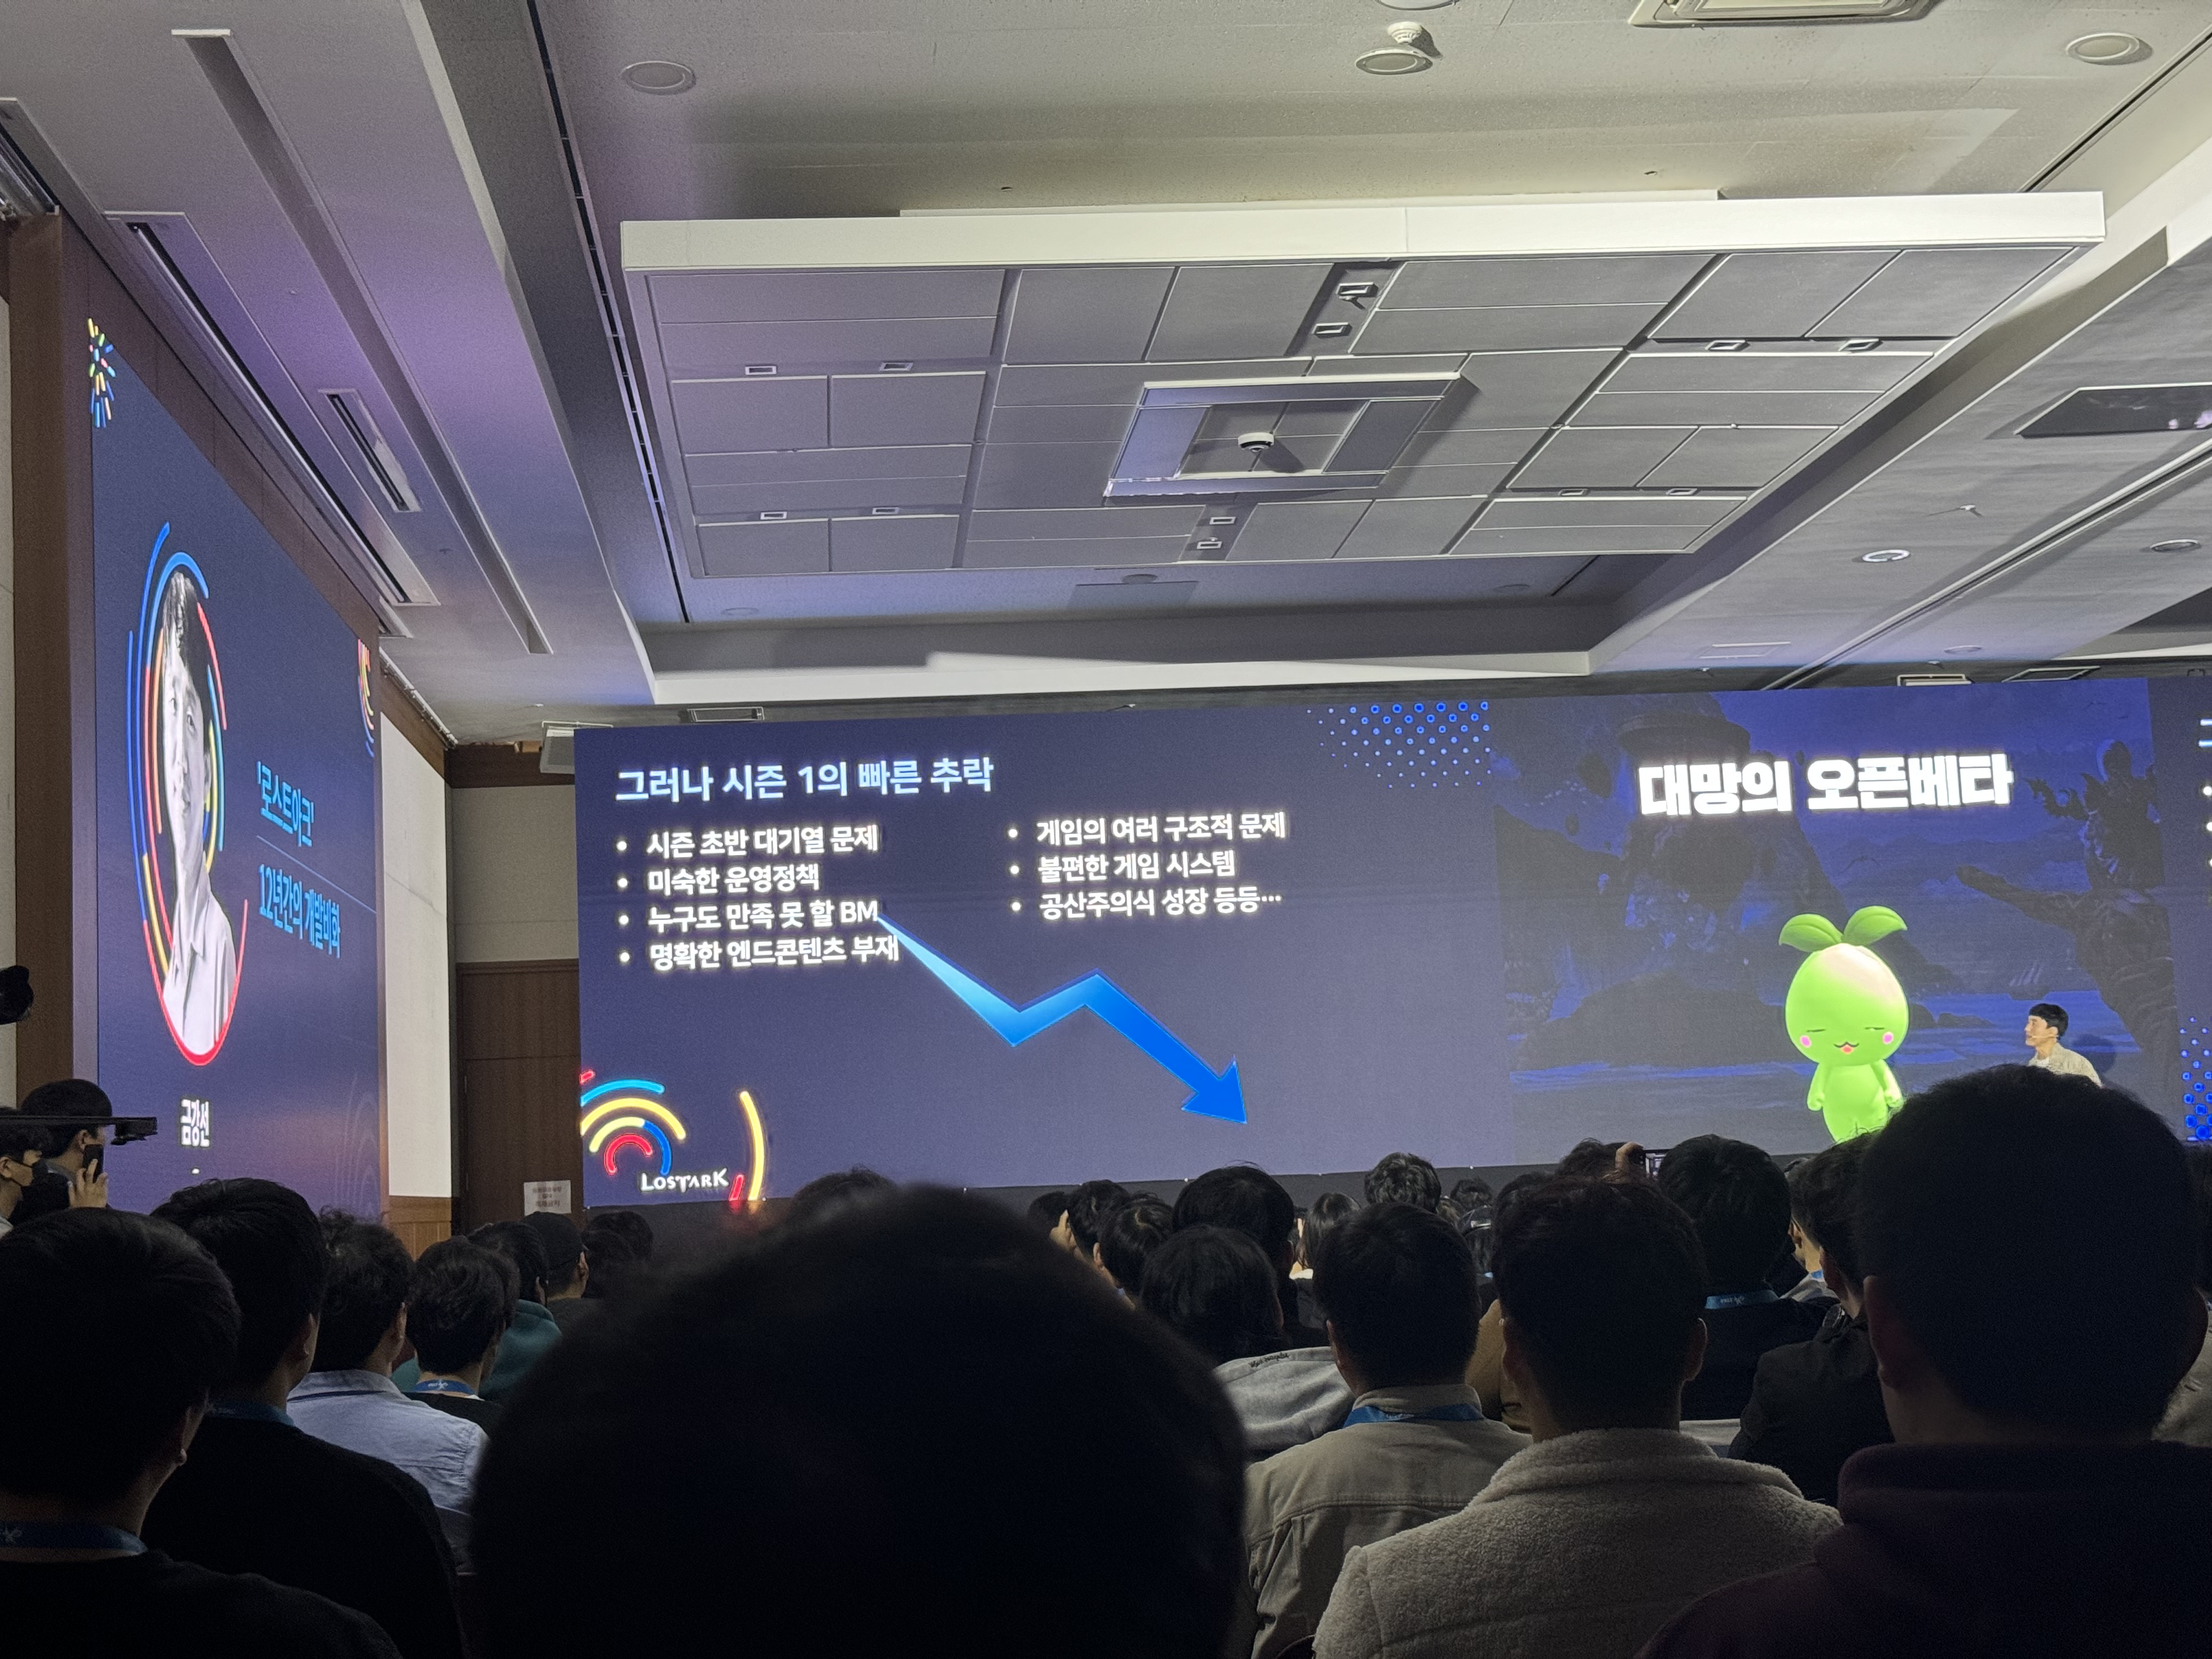 '로스트아크'
12년간의 개발비화
금강선
그러나 시즌 1의 빠른 추락
• 시즌 초반 대기열 문제
• 미숙한 운영정책
• 누구도 만족 못 할 BM
• 명확한 엔드콘텐츠 부재
• 게임의 여러 구조적 문제
• 불편한 게임 시스템
• 공산주의식 성장 등등…
LOSTARK
대망의 오픈베타